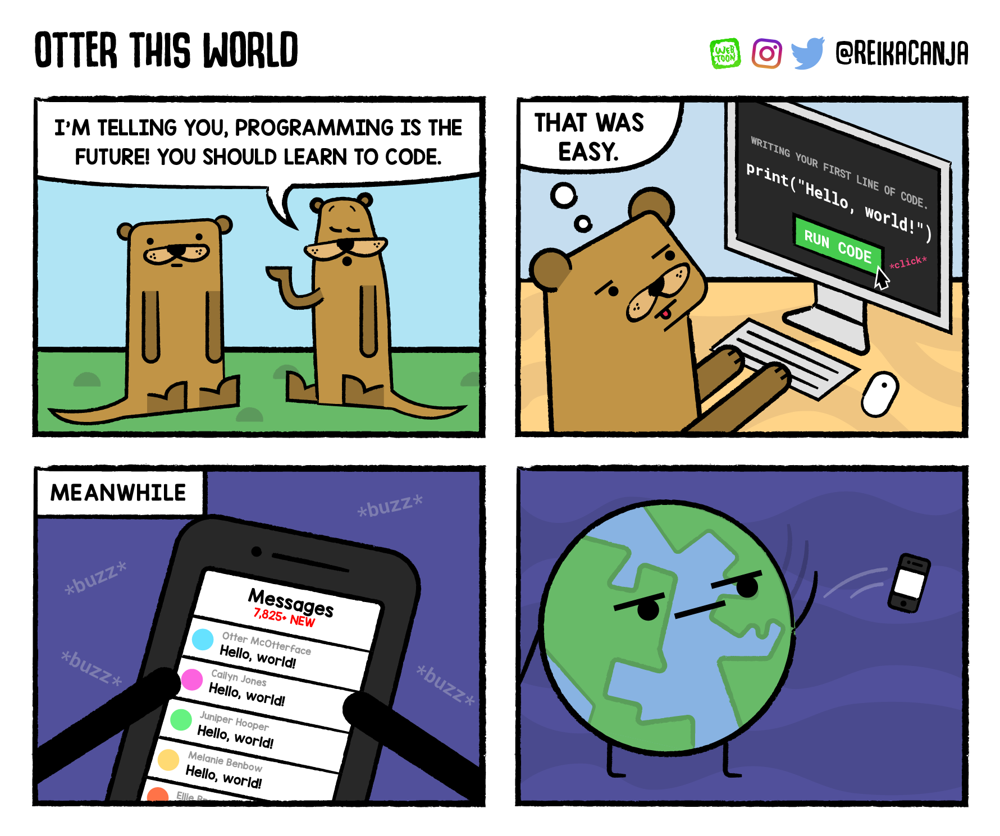 OTTER THIS WORLD
WEB
TOON
@REIKACANJA
I'M TELLING YOU, PROGRAMMING IS THE
FUTURE! YOU SHOULD LEARN TO CODE.
THAT WAS
EASY.
WRITING YOUR FIRST LINE OF CODE.
print("Hello, world!")
RUN CODE
*click*
MEANWHILE
*buzz*
*buzz*
*buzz*
*buzz*
Messages
7,825+ NEW
Otter McOtterface
Hello, world!
Cailyn Jones
Hello, world!
Juniper Hooper
Hello, world!
Melanie Benbow
Hello, world!
Ellie